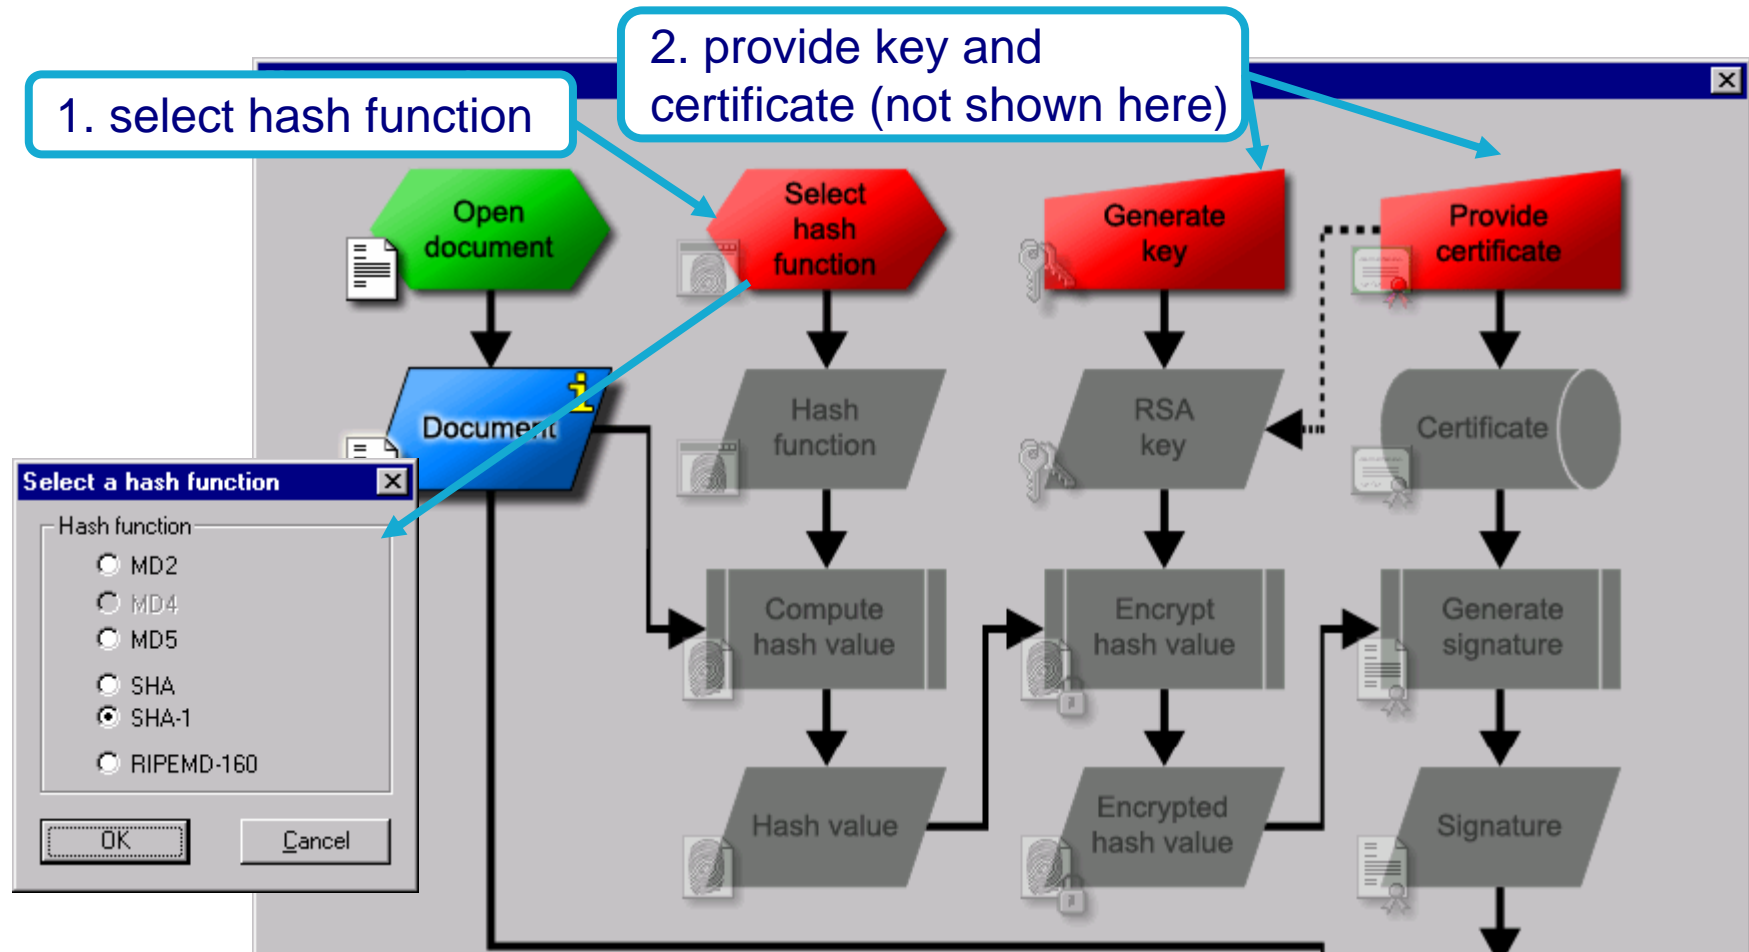 2. provide key and
certificate (not shown here)
1. select hash function
Open
document
Select
hash
function
Generate
key
Provide
certificate
Document
Hash
function
RSA
key
Certificate
Select a hash function
Hash function
MD2
MD4
MD5
SHA
SHA-1
RIPEMD-160
OK
Cancel
Compute
hash value
Encrypt
hash value
Generate
signature
Hash value
Encrypted
hash value
Signature